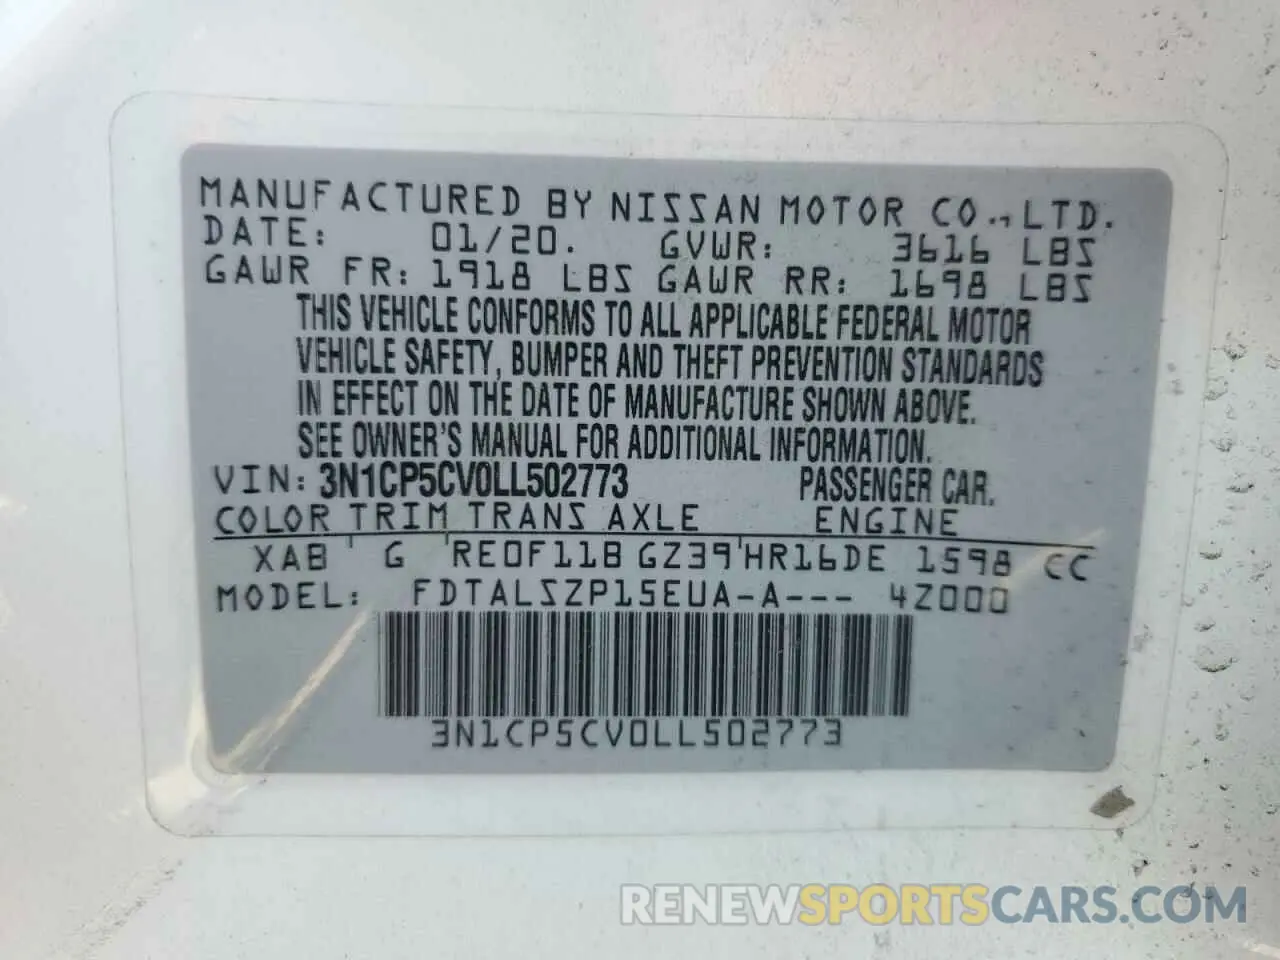 MANUFACTURED BY NISSAN MOTOR CO., LTD.
DATE: 01/20. GVWR: 3616 LBS
GAWR FR: 1918 LBS GAWR RR: 1698 LBS
THIS VEHICLE CONFORMS TO ALL APPLICABLE FEDERAL MOTOR
VEHICLE SAFETY, BUMPER AND THEFT PREVENTION STANDARDS
IN EFFECT ON THE DATE OF MANUFACTURE SHOWN ABOVE.
SEE OWNER'S MANUAL FOR ADDITIONAL INFORMATION.
VIN: 3N1CP5CV0LL502773 PASSENGER CAR.
COLOR TRIM TRANS AXLE ENGINE
XAB G RE0F11B GZ39 HR16DE 1598 CC
MODEL: FDTALSZP15EUA-A--- 4Z000
3N1CP5CV0LL502773
RENEWSPORTSCARS.COM